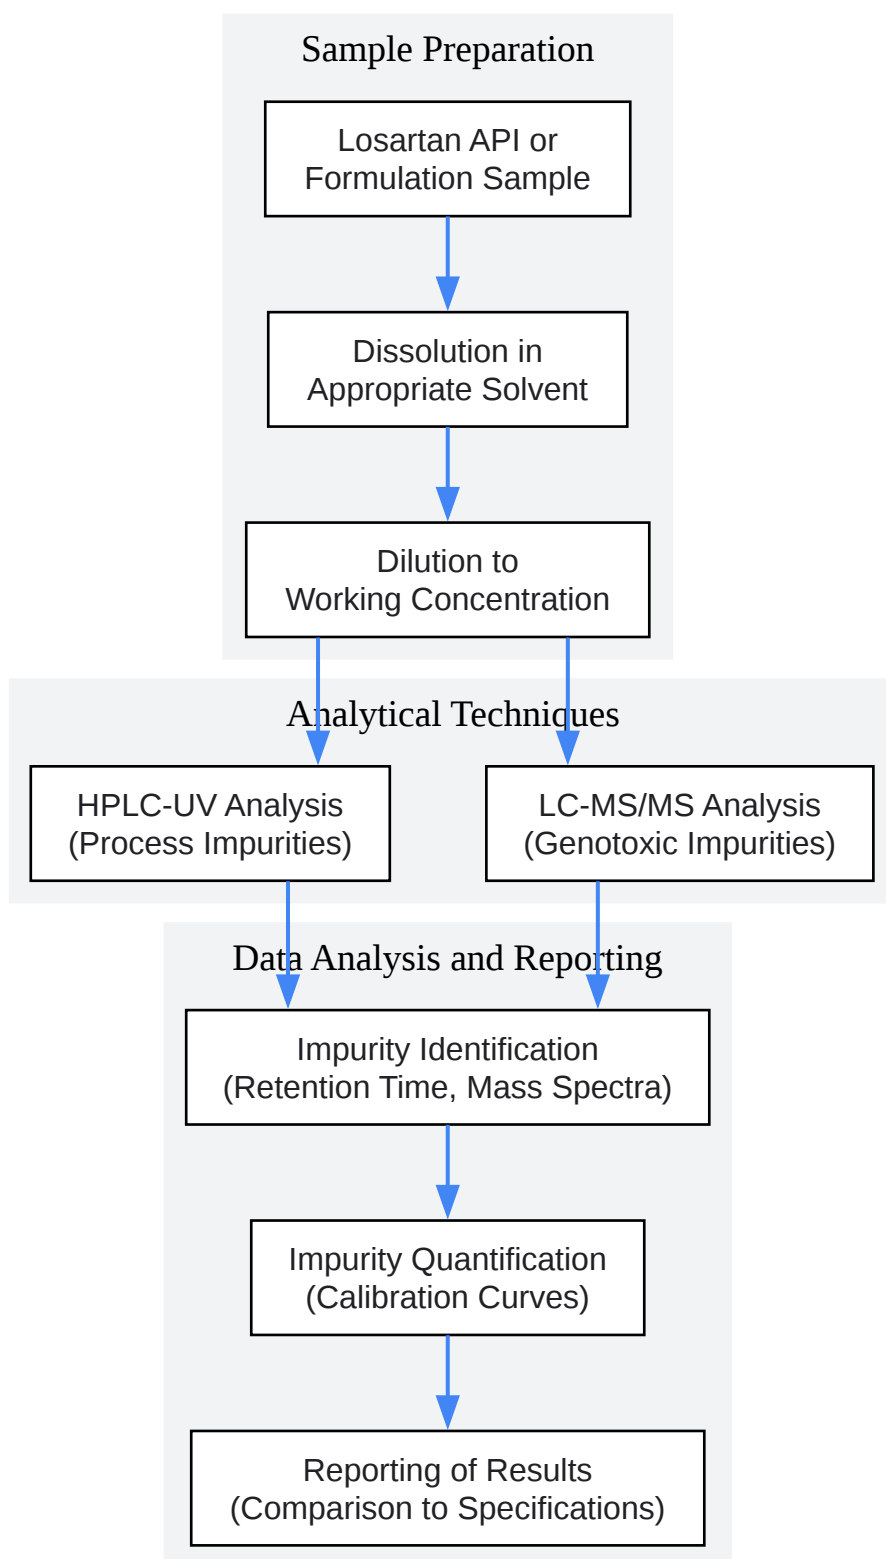 Sample Preparation
Losartan API or
Formulation Sample
Dissolution in
Appropriate Solvent
Dilution to
Working Concentration
Analytical Techniques
HPLC-UV Analysis
(Process Impurities)
LC-MS/MS Analysis
(Genotoxic Impurities)
Data Analysis and Reporting
Impurity Identification
(Retention Time, Mass Spectra)
Impurity Quantification
(Calibration Curves)
Reporting of Results
(Comparison to Specifications)